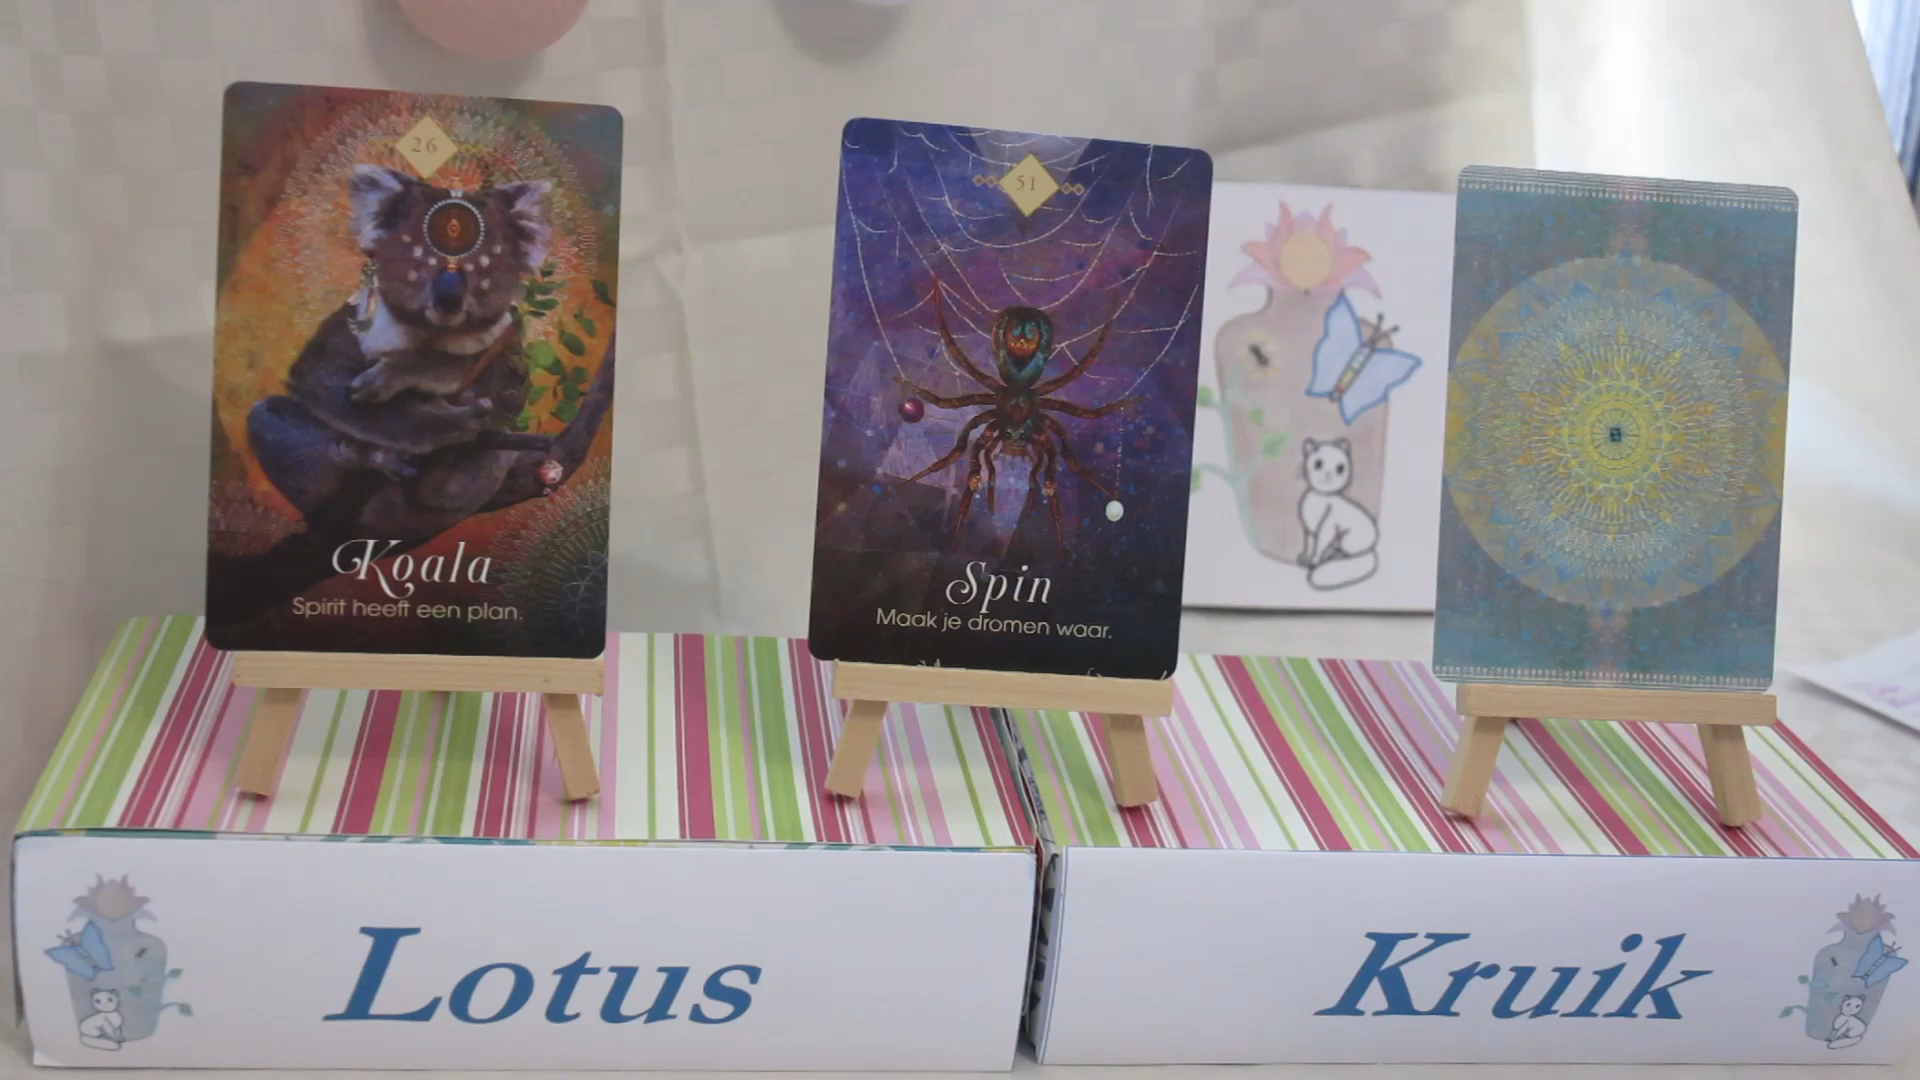 26
Koala
Spirit heeft een plan.
51
Spin
Maak je dromen waar.
Lotus
Kruik